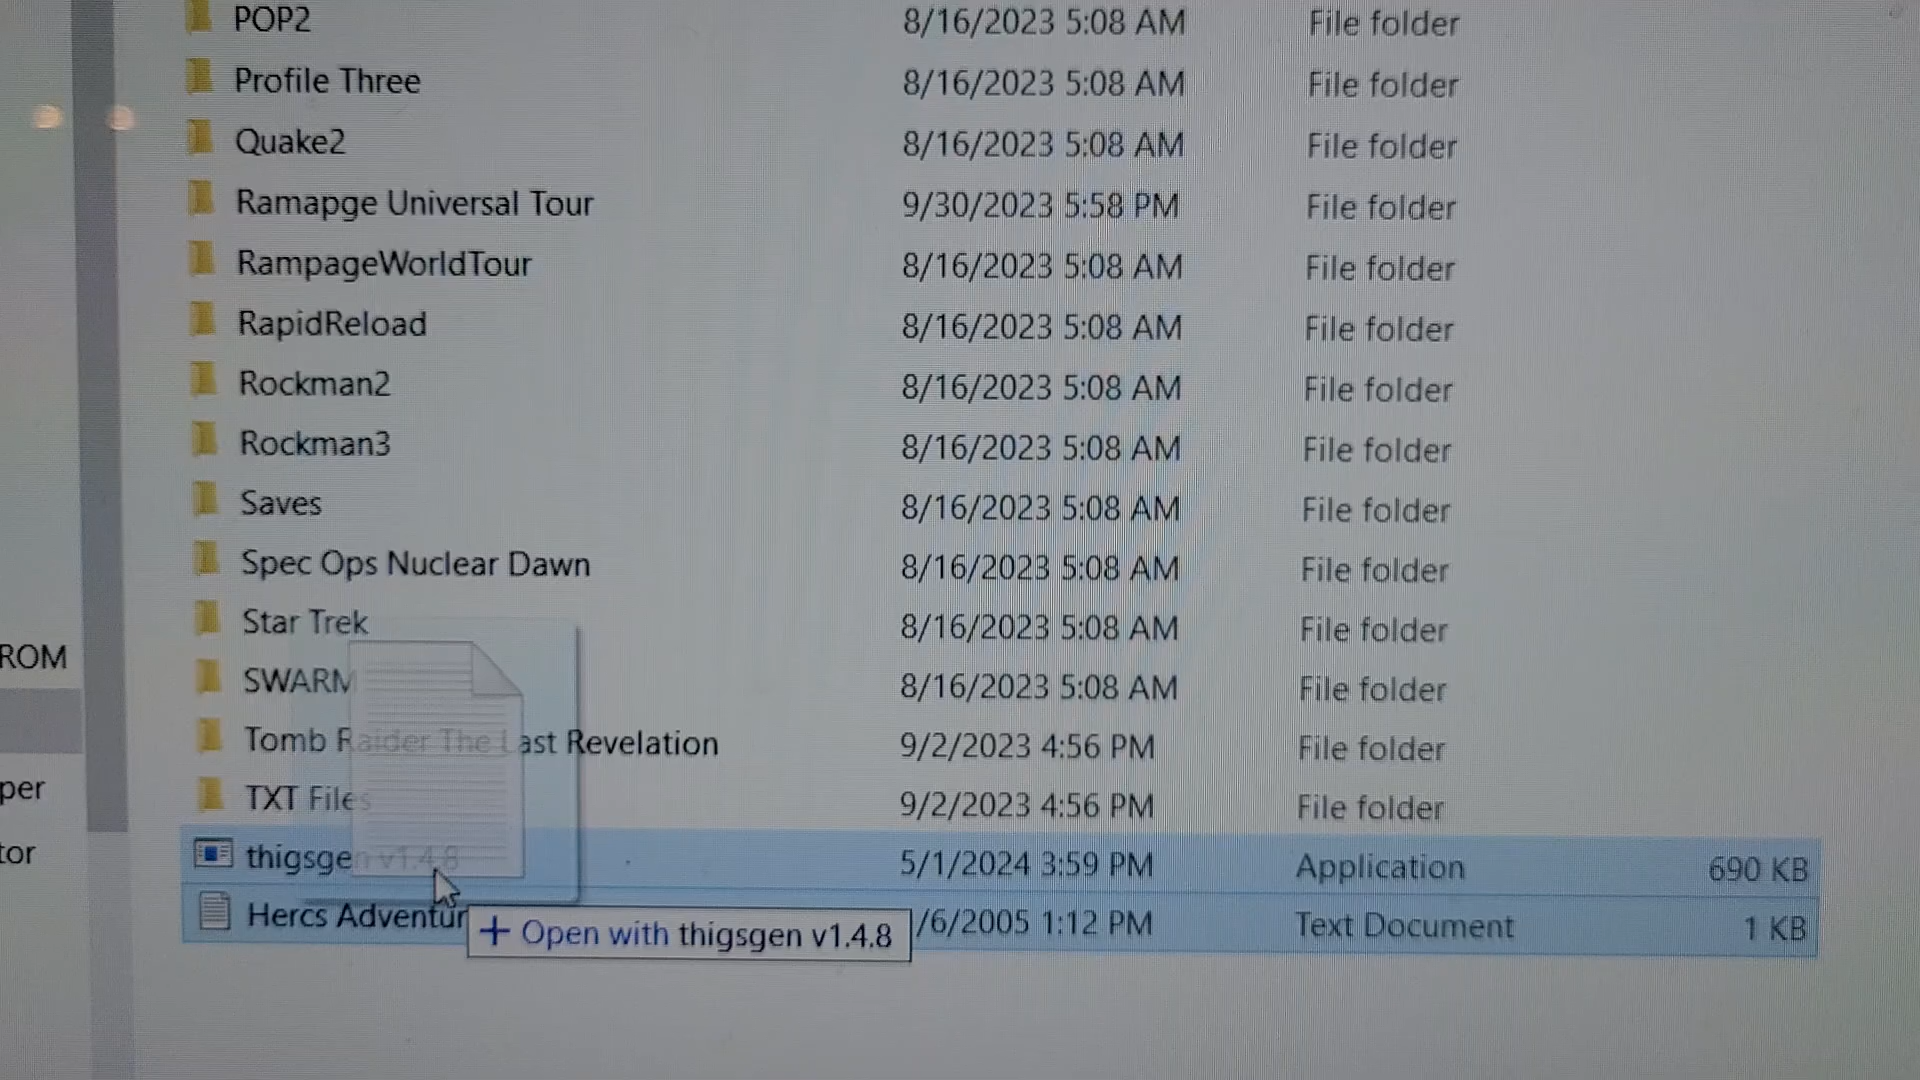 POP2 8/16/2023 5:08 AM File folder
Profile Three 8/16/2023 5:08 AM File folder
Quake2 8/16/2023 5:08 AM File folder
Ramapge Universal Tour 9/30/2023 5:58 PM File folder
RampageWorldTour 8/16/2023 5:08 AM File folder
RapidReload 8/16/2023 5:08 AM File folder
Rockman2 8/16/2023 5:08 AM File folder
Rockman3 8/16/2023 5:08 AM File folder
Saves 8/16/2023 5:08 AM File folder
Spec Ops Nuclear Dawn 8/16/2023 5:08 AM File folder
Star Trek 8/16/2023 5:08 AM File folder
ROM
SWARM 8/16/2023 5:08 AM File folder
Tomb Raider The Last Revelation 9/2/2023 4:56 PM File folder
per
TXT Files 9/2/2023 4:56 PM File folder
tor
thigsgen v1.4.8 5/1/2024 3:59 PM Application 690 KB
Hercs Adventur /6/2005 1:12 PM Text Document 1 KB
+ Open with thigsgen v1.4.8